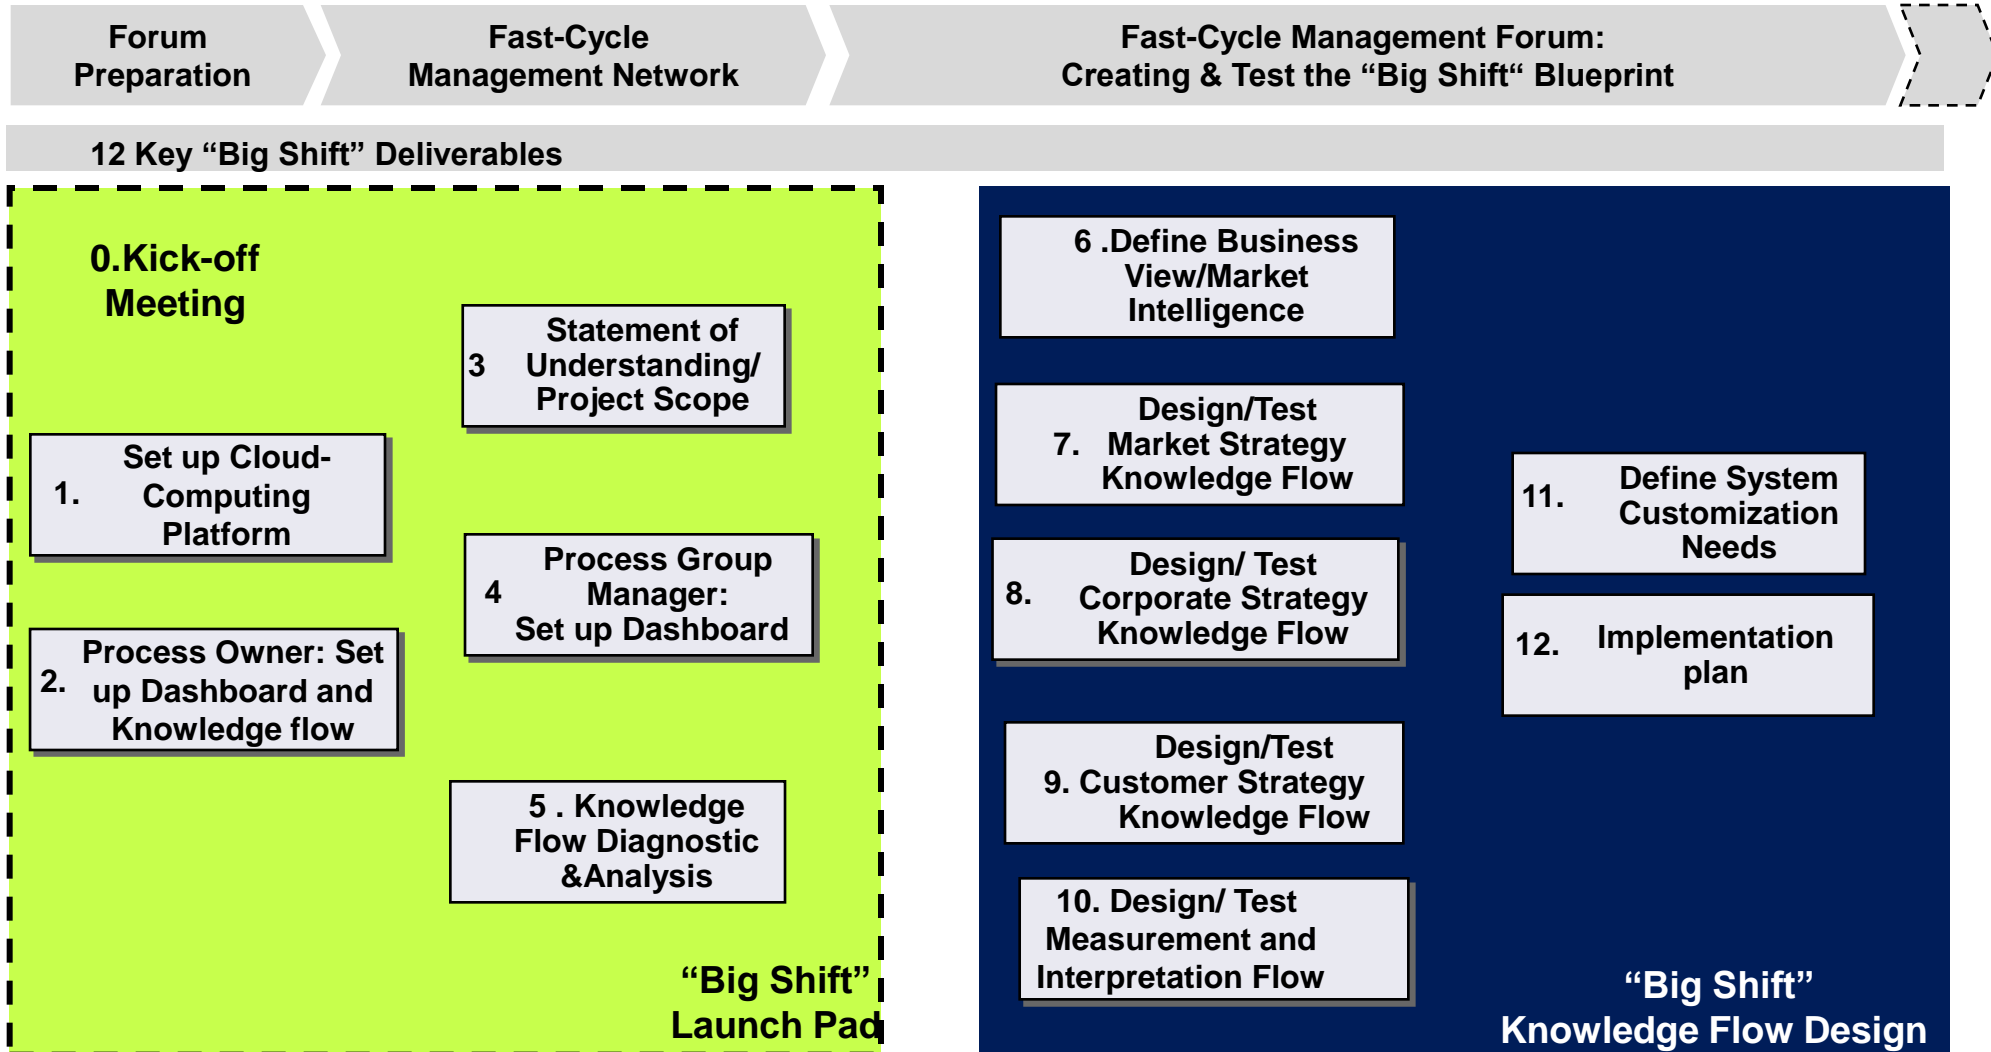 Forum
Preparation
Fast-Cycle
Management Network
Fast-Cycle Management Forum:
Creating & Test the “Big Shift“ Blueprint
12 Key “Big Shift” Deliverables
0.Kick-off
Meeting
1.
Set up Cloud-
Computing
Platform
2.
Process Owner: Set
up Dashboard and
Knowledge flow
3
Statement of
Understanding/
Project Scope
4
Process Group
Manager:
Set up Dashboard
5 . Knowledge
Flow Diagnostic
&Analysis
“Big Shift”
Launch Pad
6 .Define Business
View/Market
Intelligence
Design/Test
7. Market Strategy
Knowledge Flow
Design/ Test
8. Corporate Strategy
Knowledge Flow
Design/Test
9. Customer Strategy
Knowledge Flow
10. Design/ Test
Measurement and
Interpretation Flow
11.
Define System
Customization
Needs
12.
Implementation
plan
“Big Shift”
Knowledge Flow Design